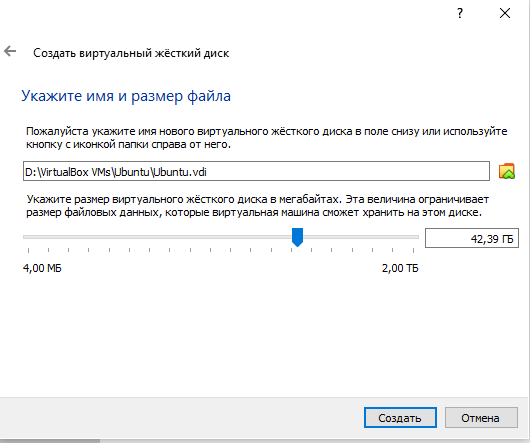 ?
Создать виртуальный жёсткий диск
Укажите имя и размер файла
Пожалуйста укажите имя нового виртуального жёсткого диска в поле снизу или используйте
кнопку с иконкой папки справа от него.
D:\VirtualBox VMs\Ubuntu\Ubuntu.vdi
Укажите размер виртуального жёсткого диска в мегабайтах. Эта величина ограничивает
размер файловых данных, которые виртуальная машина сможет хранить на этом диске.
42,39 ГБ
4,00 МБ 2,00 ТБ
Создать Отмена